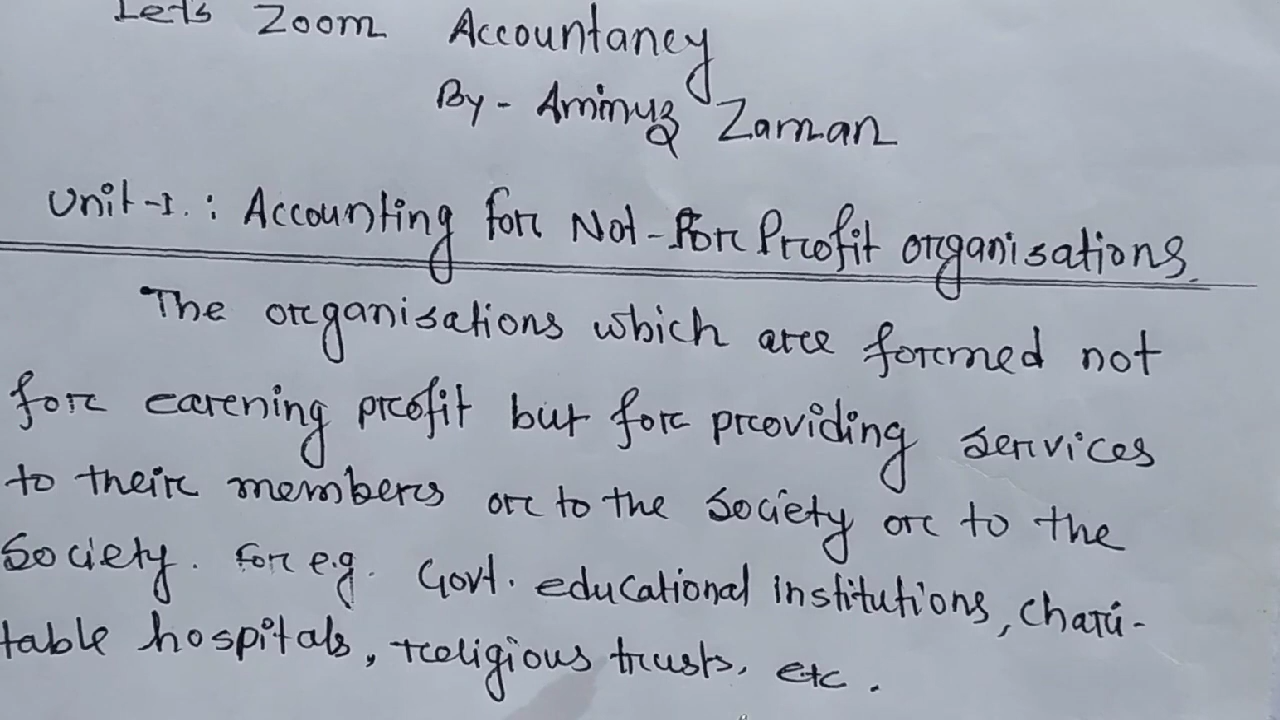 Lets Zoom Accountancy
By - Aminuz Zaman
Unit-I. : Accounting for Not-For Profit organisations.
The organisations which are formed not
for earening profit but for providing services
to their members or to the society or to the
society. For e.g. Govt. educational institutions, chari-
table hospitals, religious trusts, etc.